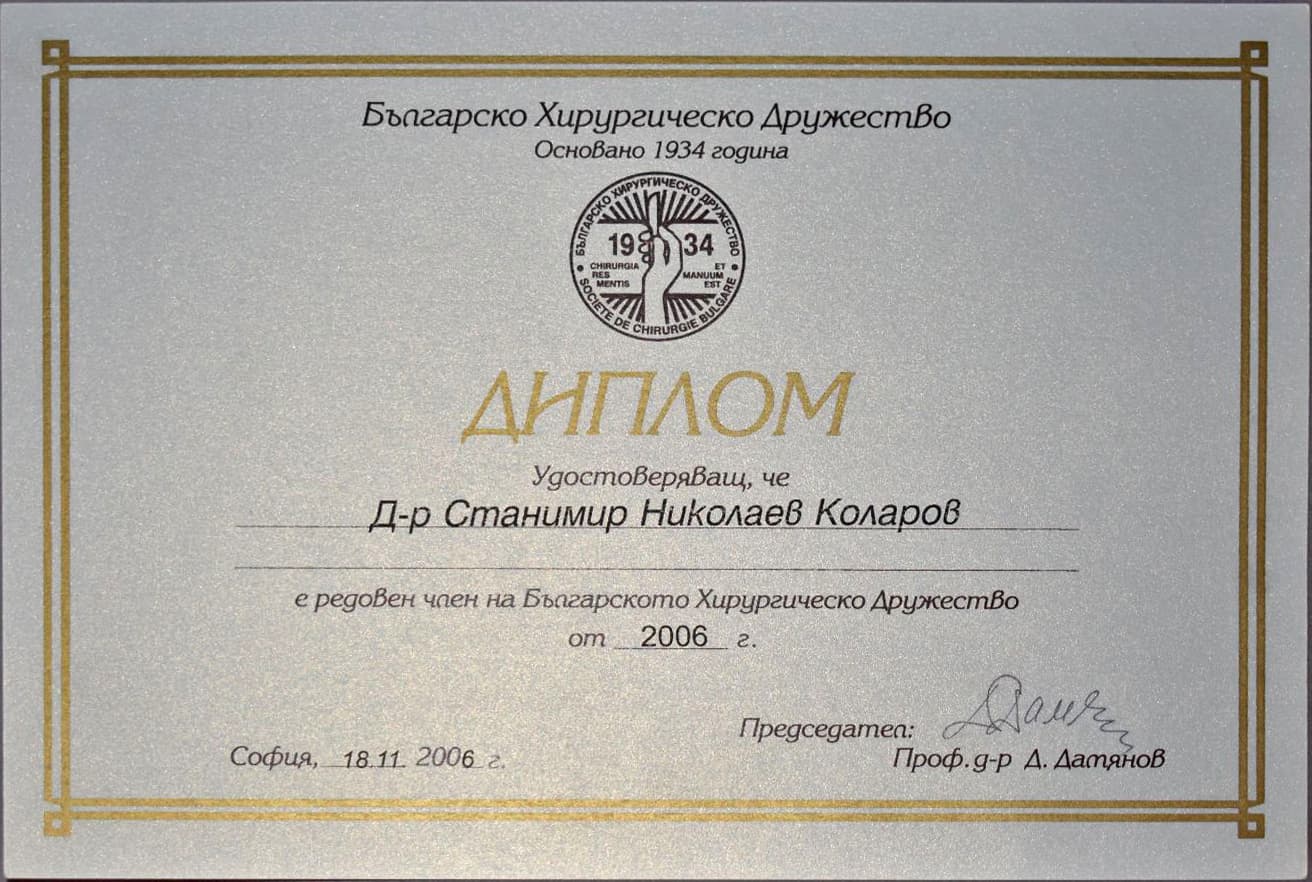 Българско Хирургическо Дружество
Основано 1934 година
БЪЛГАРСКО ХИРУРГИЧЕСКО ДРУЖЕСТВО
19 34
CHIRURGIA ET
RES MANUUM
MENTIS EST
SOCIETE DE CHIRURGIE BULGARE
ДИПЛОМ
Удостоверяващ, че
Д-р Станимир Николаев Коларов
е редовен член на Българското Хирургическо Дружество
от 2006 г.
Председател:
София, 18.11. 2006 г.
Проф. д-р Д. Дамянов